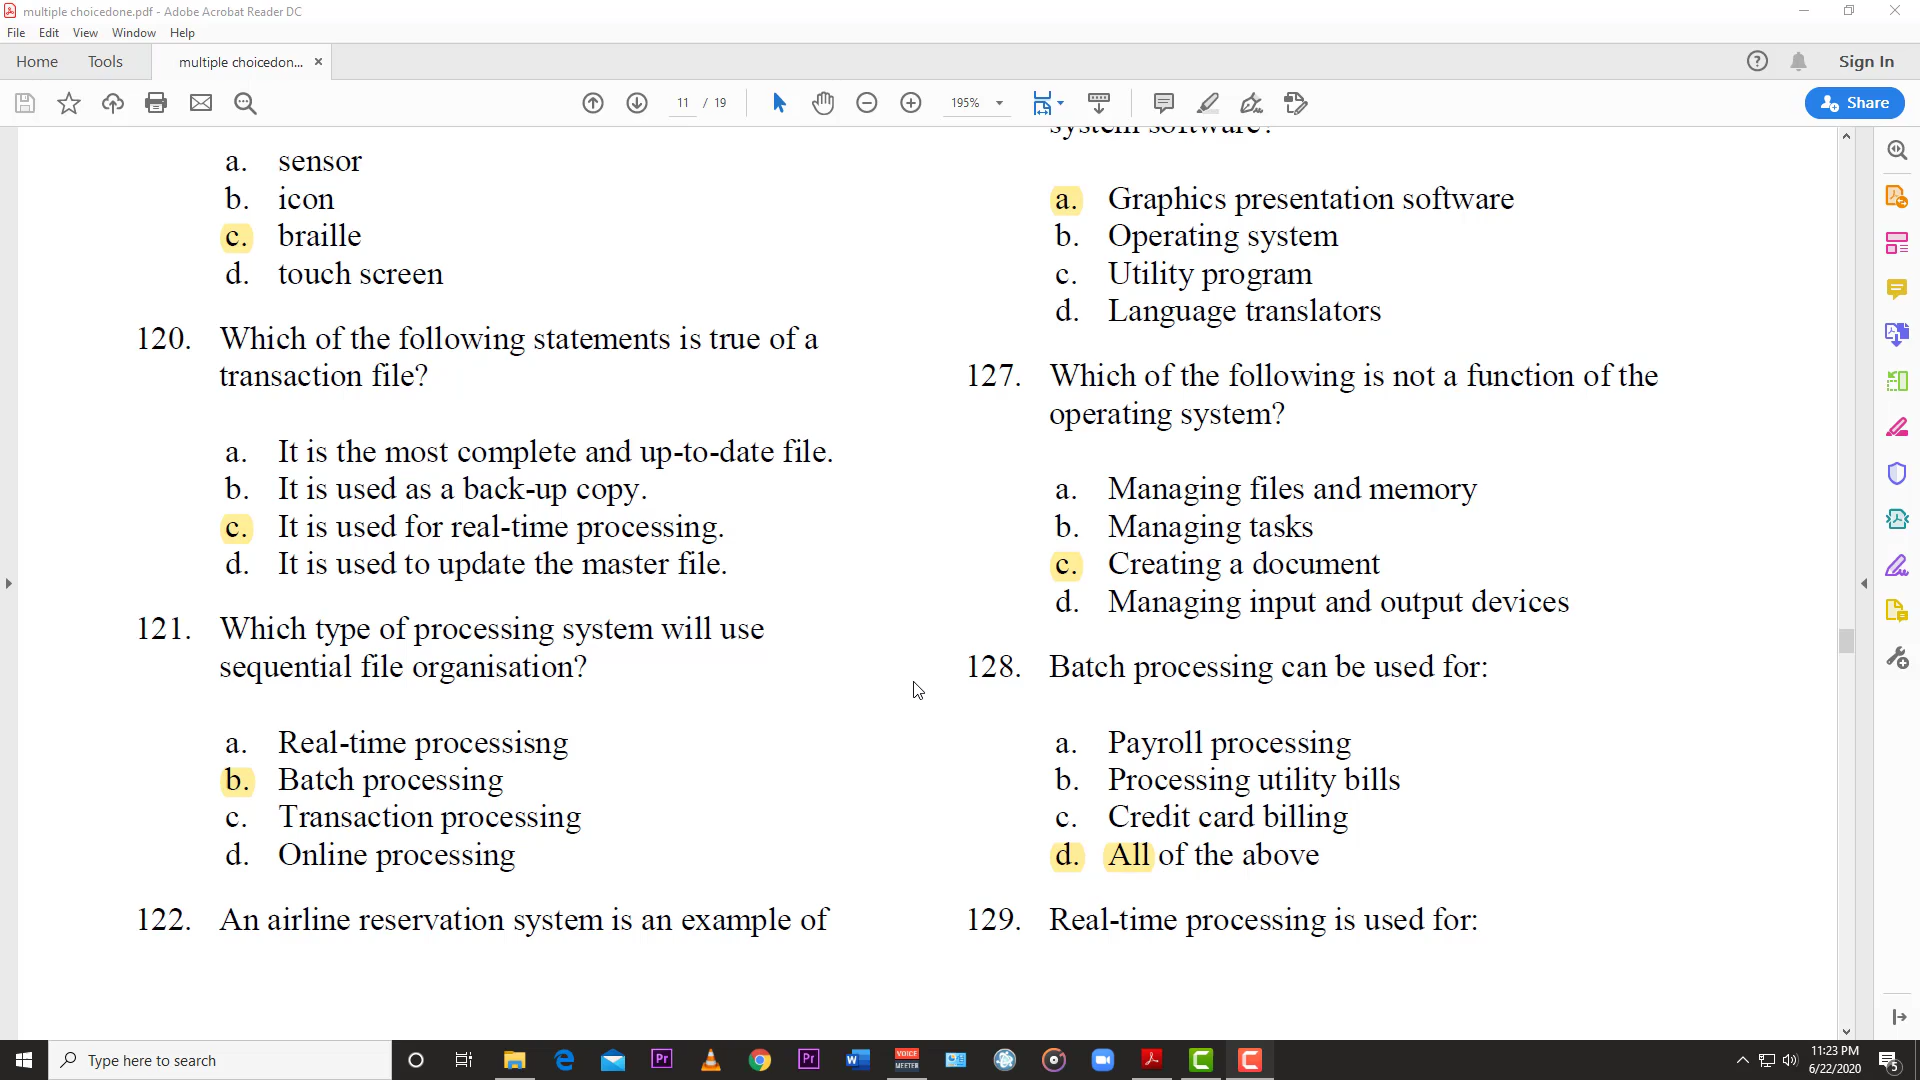 multiple choicedone.pdf - Adobe Acrobat Reader DC
File Edit View Window Help
Home Tools multiple choicedon... × Sign In
11 / 19 195% Share
a. sensor
b. icon
c. braille
d. touch screen
120. Which of the following statements is true of a
transaction file?
a. It is the most complete and up-to-date file.
b. It is used as a back-up copy.
c. It is used for real-time processing.
d. It is used to update the master file.
121. Which type of processing system will use
sequential file organisation?
a. Real-time processisng
b. Batch processing
c. Transaction processing
d. Online processing
122. An airline reservation system is an example of
system software?
a. Graphics presentation software
b. Operating system
c. Utility program
d. Language translators
127. Which of the following is not a function of the
operating system?
a. Managing files and memory
b. Managing tasks
c. Creating a document
d. Managing input and output devices
128. Batch processing can be used for:
a. Payroll processing
b. Processing utility bills
c. Credit card billing
d. All of the above
129. Real-time processing is used for:
Type here to search
Pr Pr VOICE
MEETER
11:23 PM
6/22/2020
5